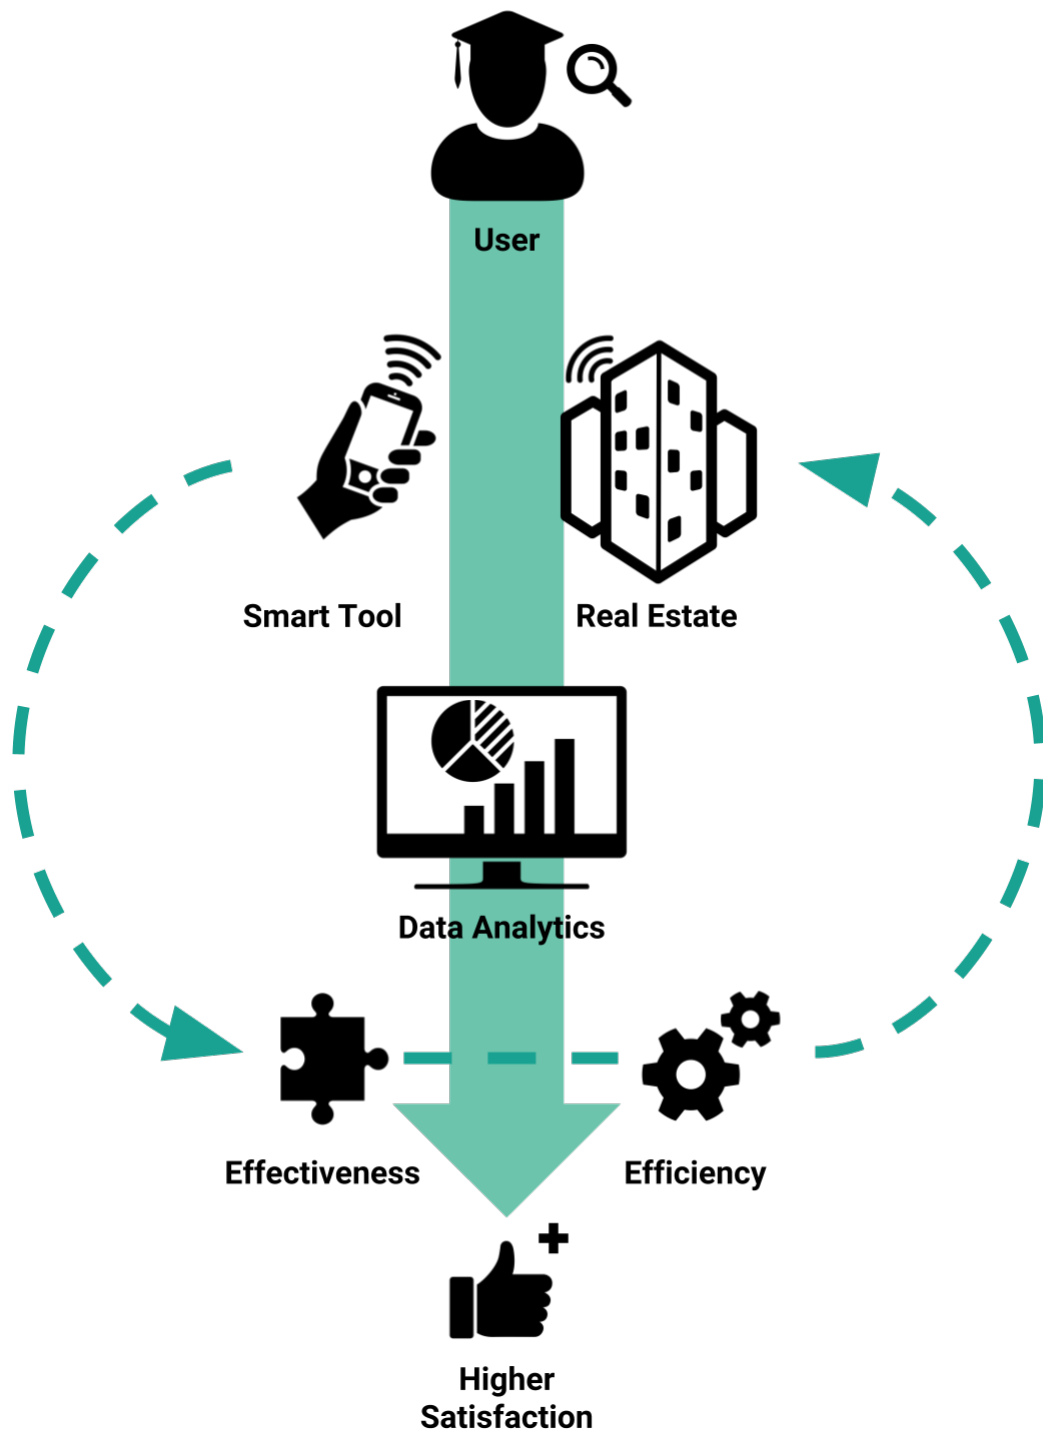 User
Smart Tool
Real Estate
Data Analytics
Effectiveness
Efficiency
Higher
Satisfaction